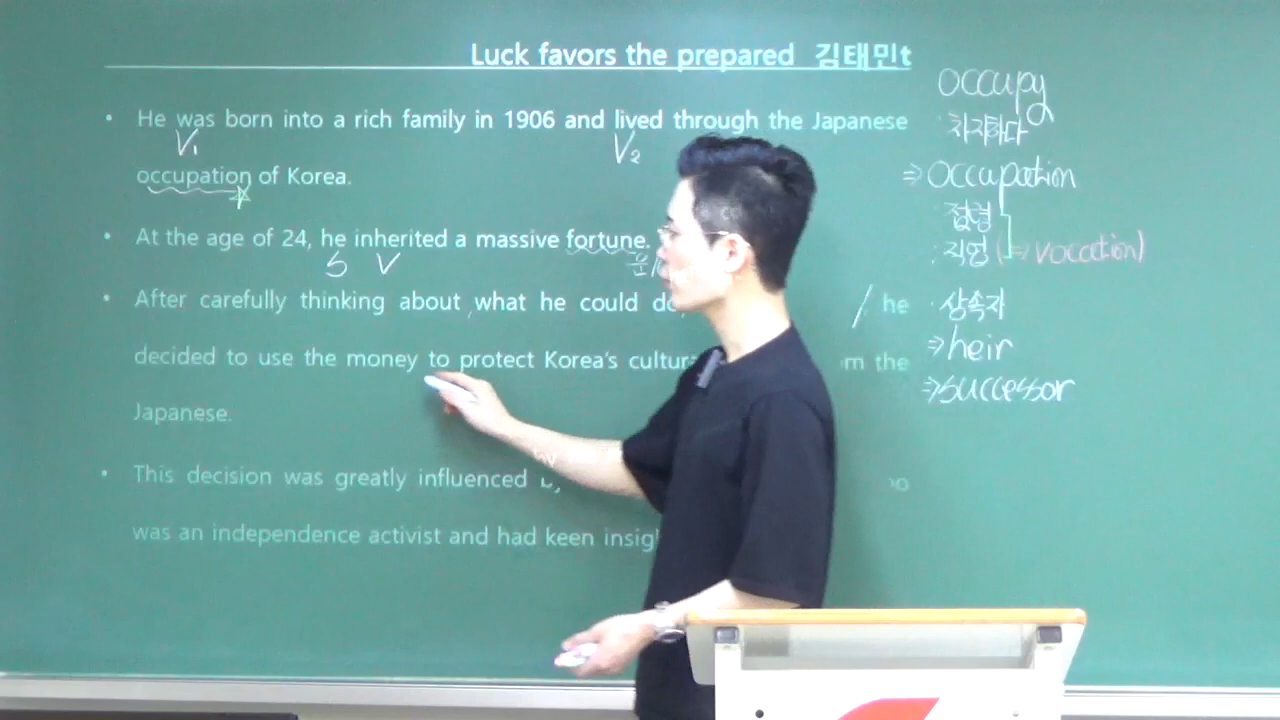 Luck favors the prepared 김태민t
• He was born into a rich family in 1906 and lived through the Japanese
V₁ V₂
occupation of Korea.
• At the age of 24, he inherited a massive fortune.
S V 운
• After carefully thinking about what he could do / he
decided to use the money to protect Korea's the
Japanese.
• This decision was greatly influenced
was an independence activist and had keen
occupy
차지하다
⇒ occupation
점령
· 직업 (⇒ vocation)
· 상속자
⇒ heir
⇒ successor